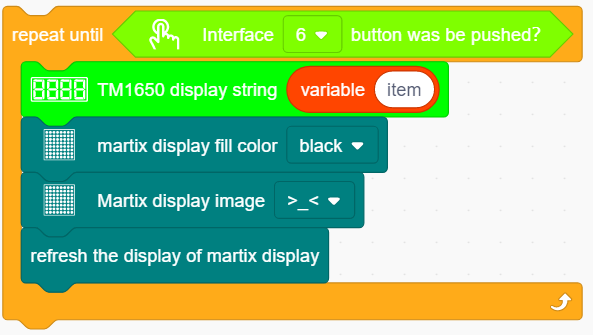 repeat until Interface 6 button was be pushed?
TM1650 display string variable item
martix display fill color black
Martix display image >_<
refresh the display of martix display